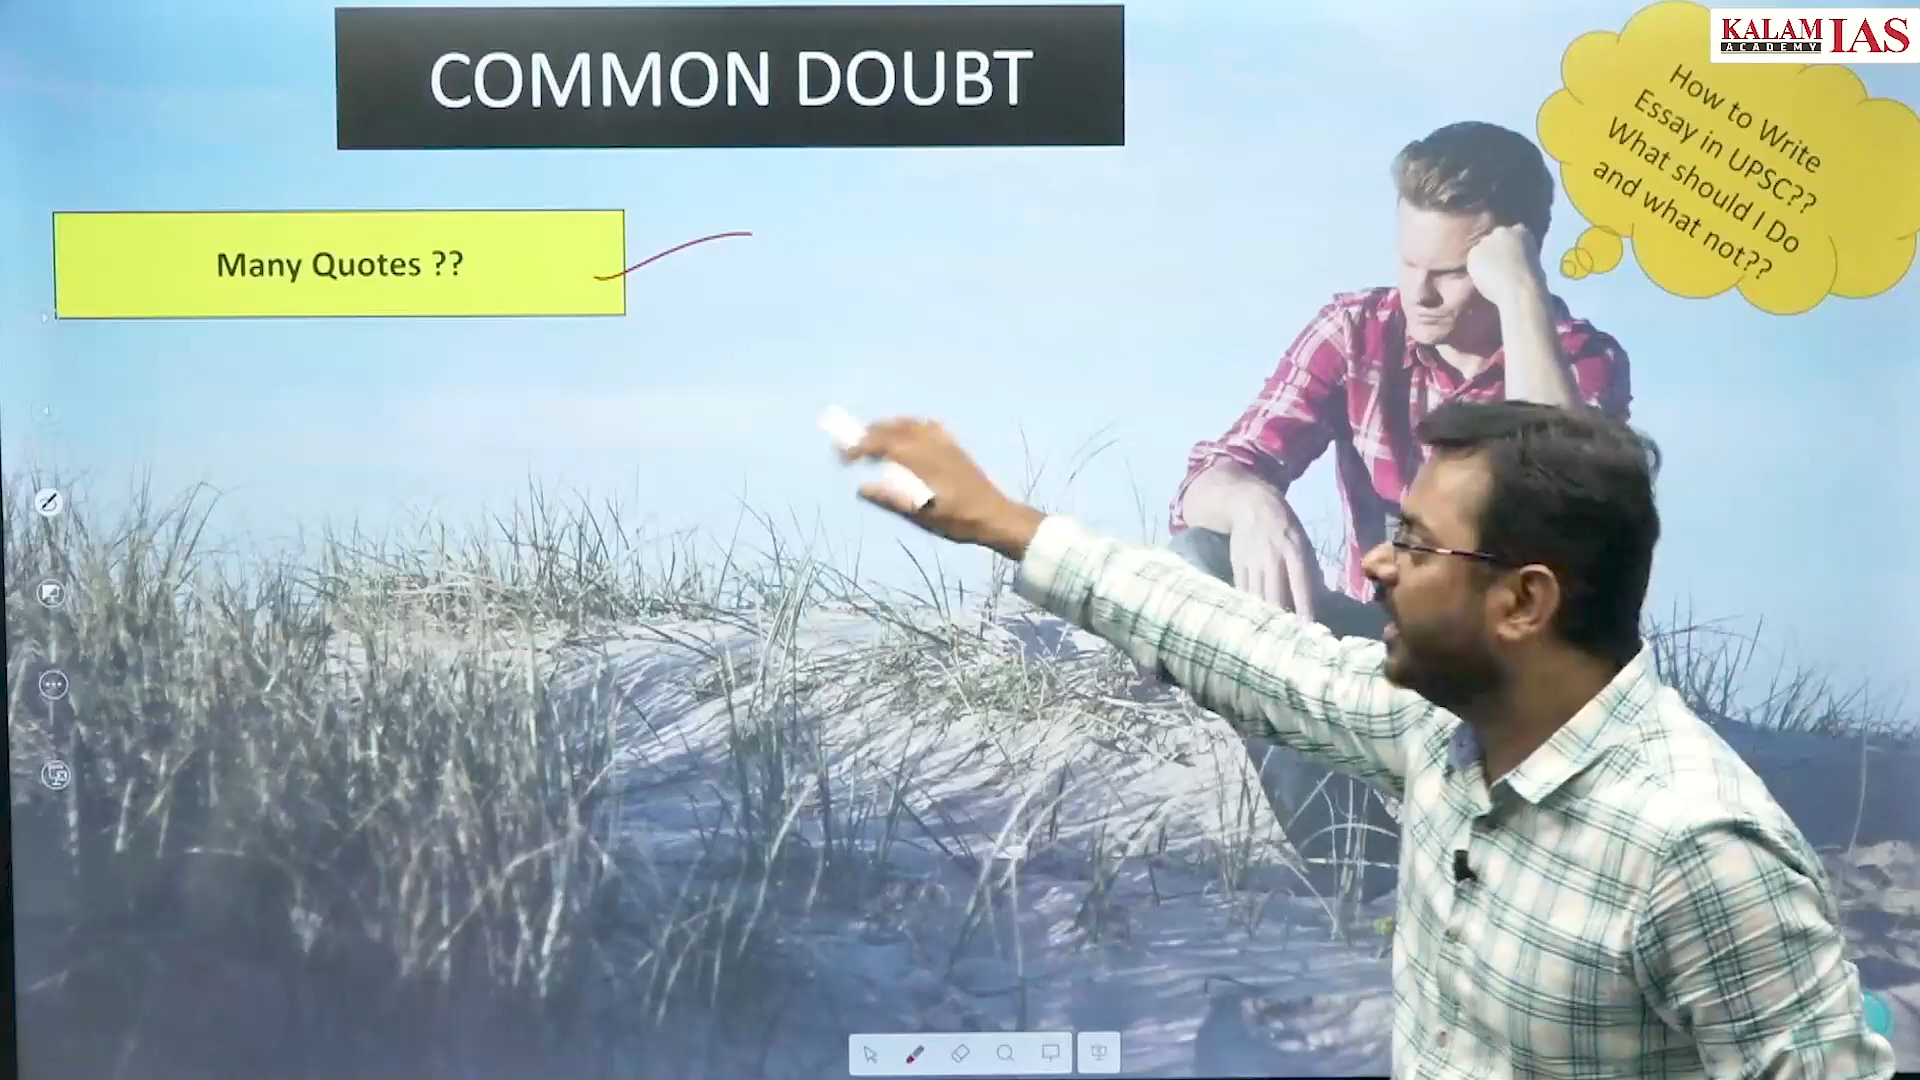 COMMON DOUBT
KALAM IAS
ACADEMY
How to Write
Essay in UPSC??
What should I Do
and what not??
Many Quotes ??